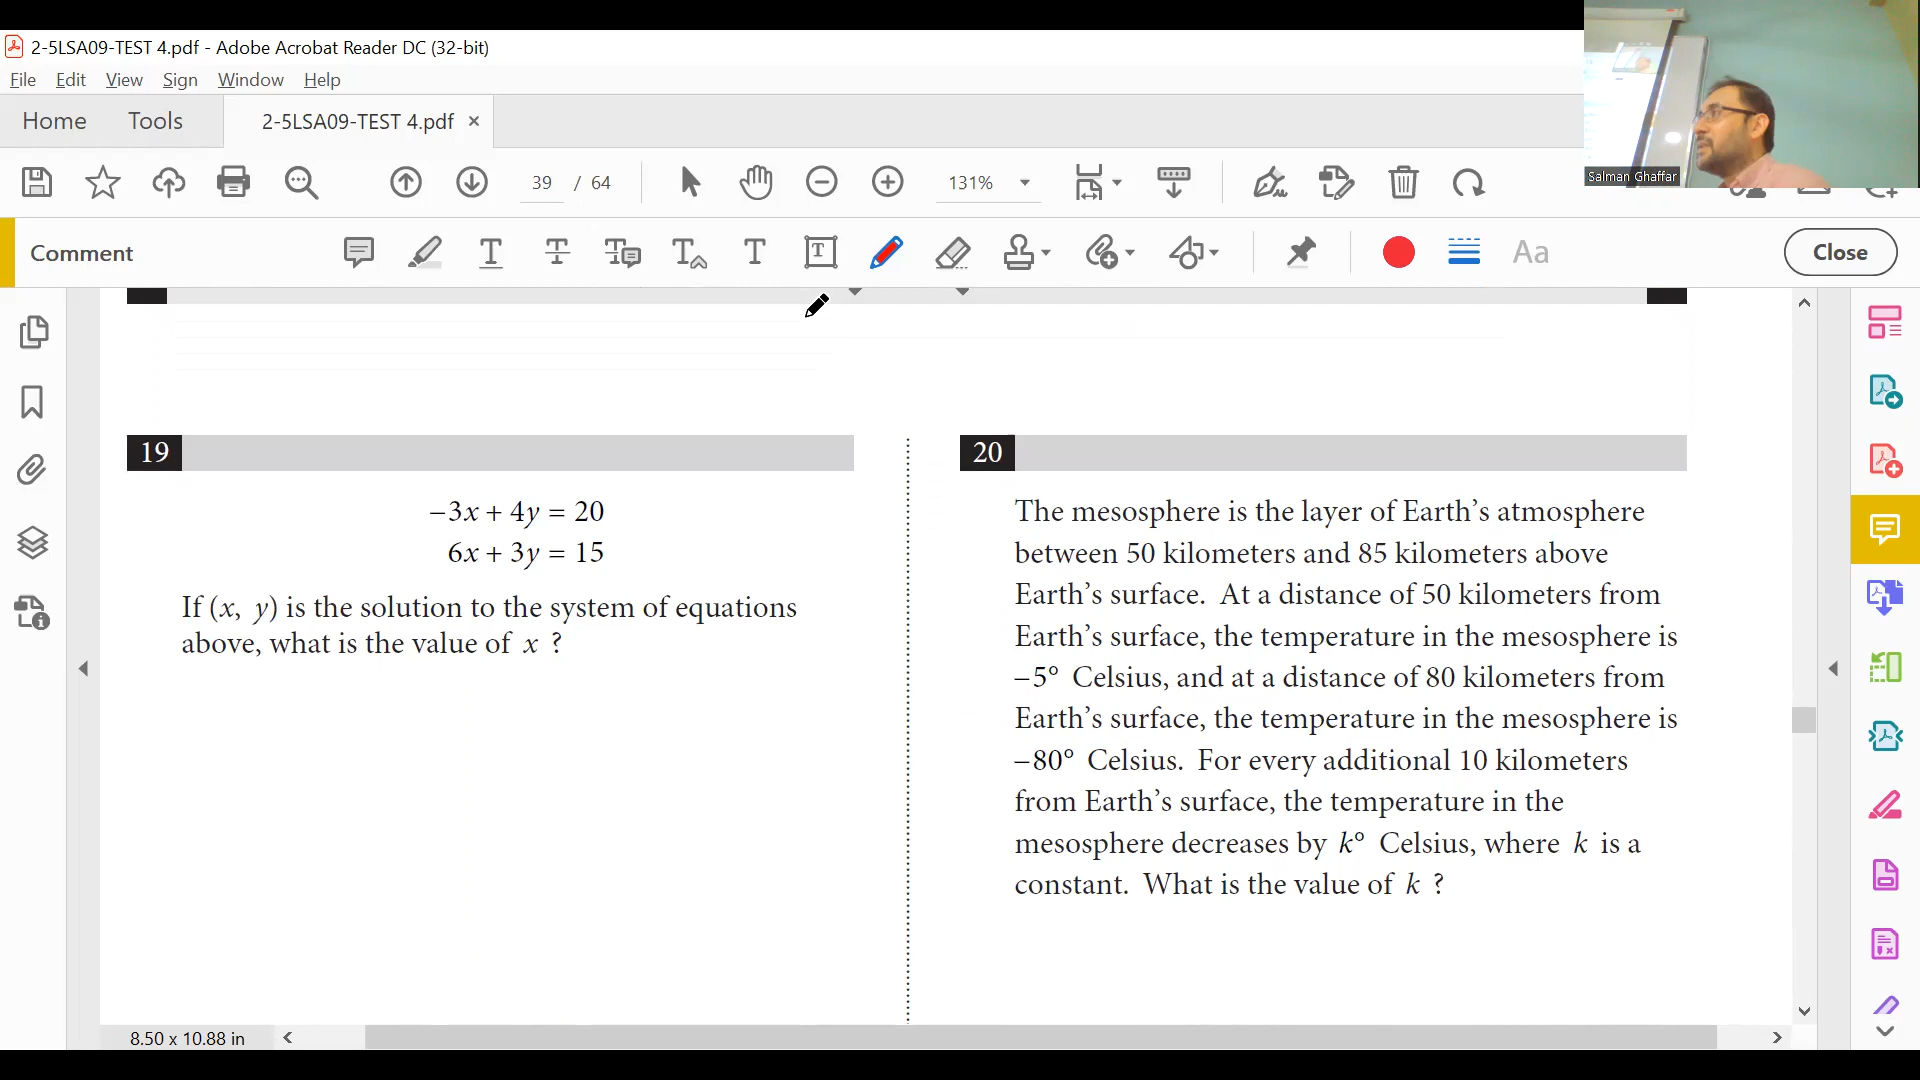 2-5LSA09-TEST 4.pdf - Adobe Acrobat Reader DC (32-bit)
File Edit View Sign Window Help
Home Tools 2-5LSA09-TEST 4.pdf ×
39 / 64 131%
Salman Ghaffar
Comment Aa Close
19
−3x + 4y = 20
6x + 3y = 15
If (x, y) is the solution to the system of equations
above, what is the value of x ?
20
The mesosphere is the layer of Earth’s atmosphere
between 50 kilometers and 85 kilometers above
Earth’s surface. At a distance of 50 kilometers from
Earth’s surface, the temperature in the mesosphere is
−5° Celsius, and at a distance of 80 kilometers from
Earth’s surface, the temperature in the mesosphere is
−80° Celsius. For every additional 10 kilometers
from Earth’s surface, the temperature in the
mesosphere decreases by k° Celsius, where k is a
constant. What is the value of k ?
8.50 x 10.88 in